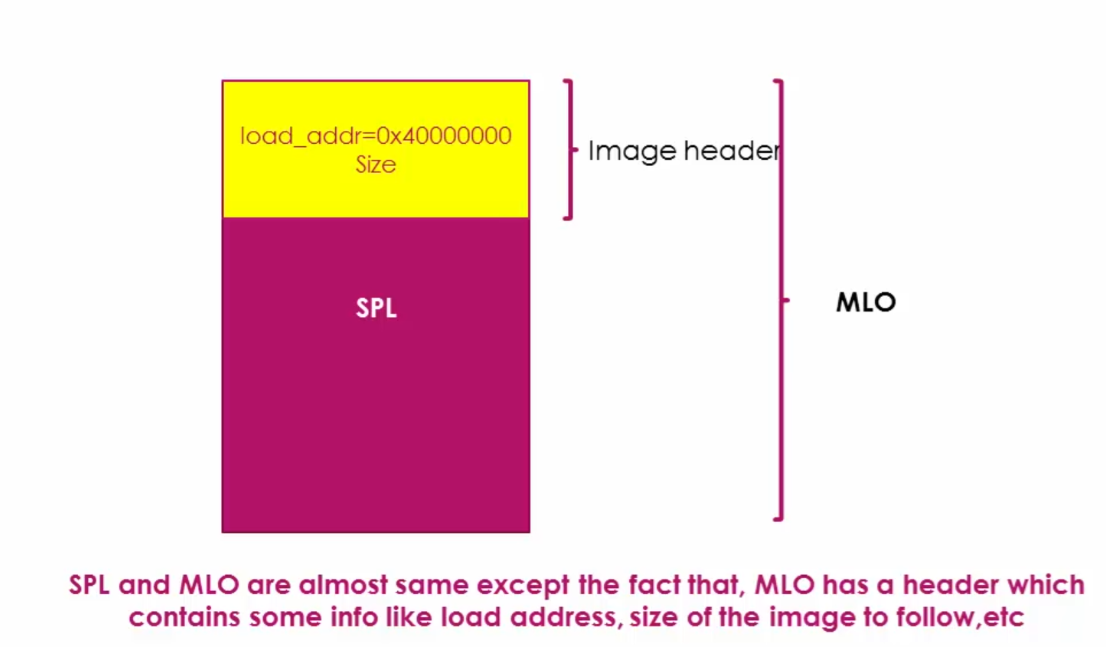 load_addr=0x40000000
Size
Image header
SPL
MLO
SPL and MLO are almost same except the fact that, MLO has a header which
contains some info like load address, size of the image to follow,etc